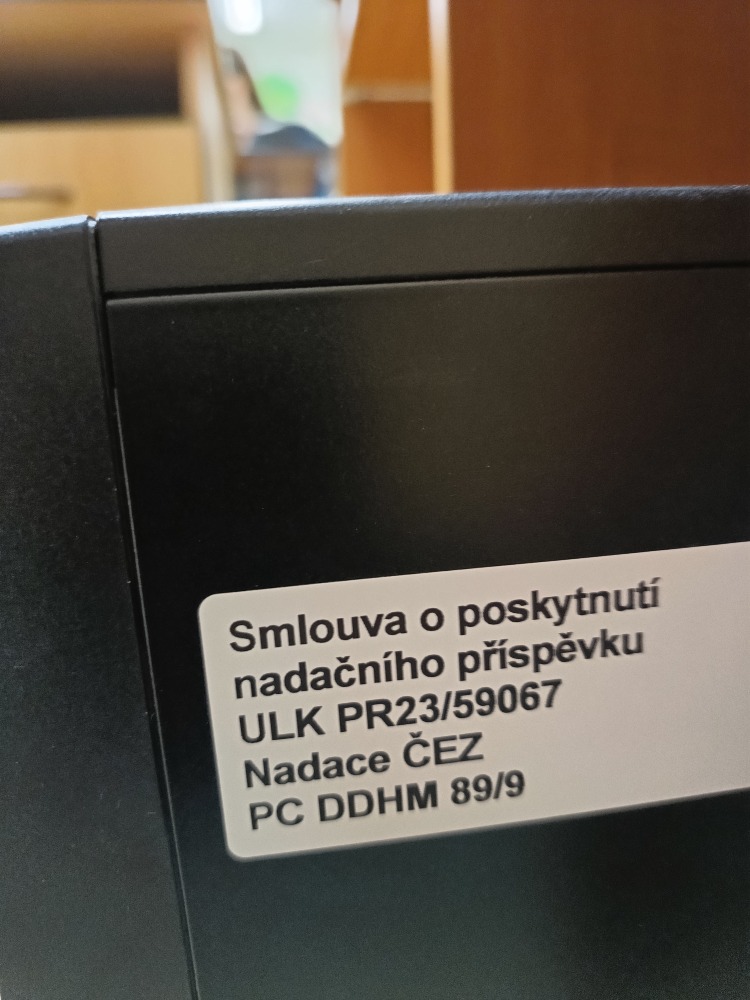 Smlouva o poskytnutí
nadačního příspěvku
ULK PR23/59067
Nadace ČEZ
PC DDHM 89/9